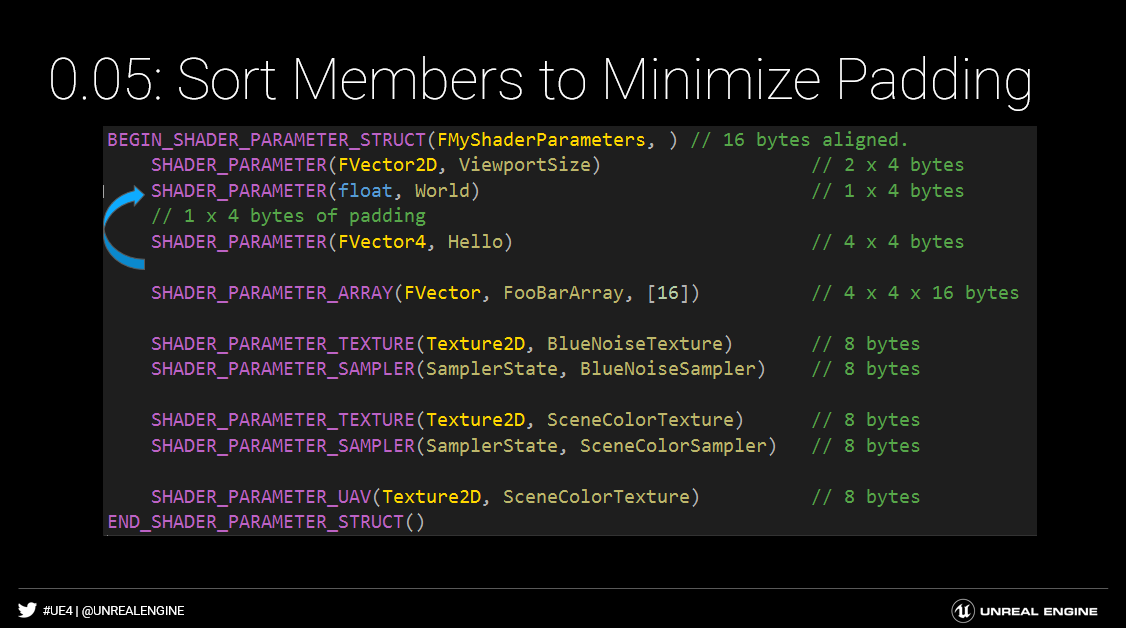 0.05: Sort Members to Minimize Padding
BEGIN_SHADER_PARAMETER_STRUCT(FMyShaderParameters, ) // 16 bytes aligned.
SHADER_PARAMETER(FVector2D, ViewportSize) // 2 x 4 bytes
SHADER_PARAMETER(float, World) // 1 x 4 bytes
// 1 x 4 bytes of padding
SHADER_PARAMETER(FVector4, Hello) // 4 x 4 bytes
SHADER_PARAMETER_ARRAY(FVector, FooBarArray, [16]) // 4 x 4 x 16 bytes
SHADER_PARAMETER_TEXTURE(Texture2D, BlueNoiseTexture) // 8 bytes
SHADER_PARAMETER_SAMPLER(SamplerState, BlueNoiseSampler) // 8 bytes
SHADER_PARAMETER_TEXTURE(Texture2D, SceneColorTexture) // 8 bytes
SHADER_PARAMETER_SAMPLER(SamplerState, SceneColorSampler) // 8 bytes
SHADER_PARAMETER_UAV(Texture2D, SceneColorTexture) // 8 bytes
END_SHADER_PARAMETER_STRUCT()
#UE4 | @UNREALENGINE
UNREAL ENGINE